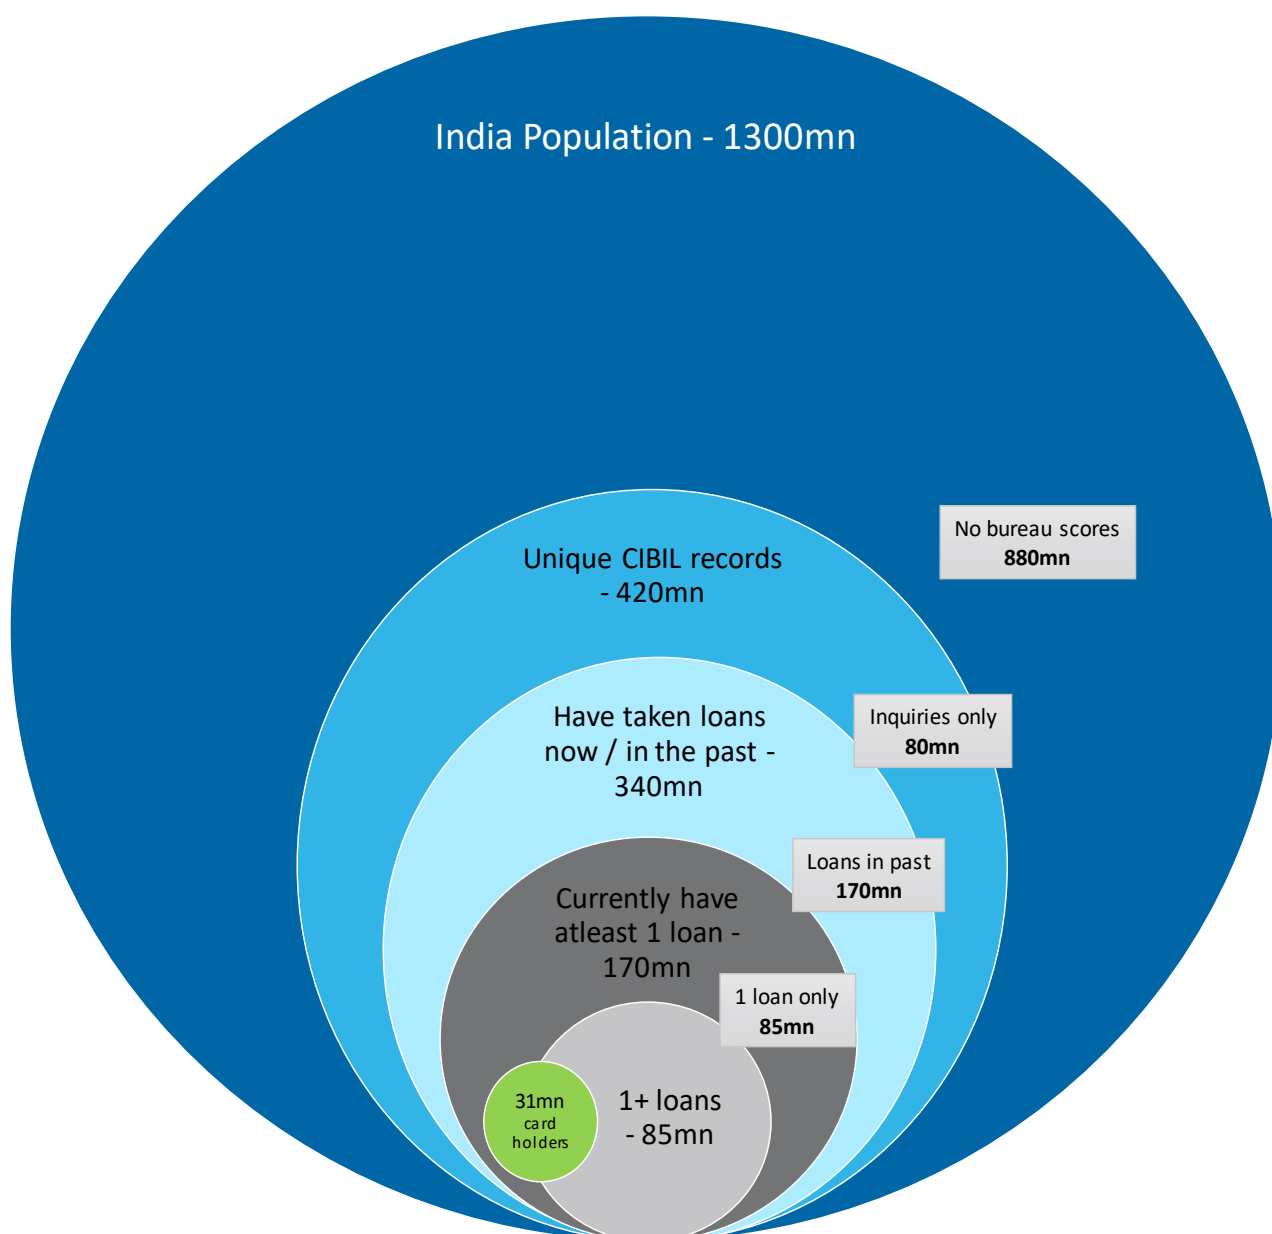 India Population - 1300mn
No bureau scores
880mn
Unique CIBIL records
- 420mn
Inquiries only
80mn
Have taken loans
now / in the past -
340mn
Loans in past
170mn
Currently have
atleast 1 loan -
170mn
1 loan only
85mn
31mn
card
holders
1+ loans
- 85mn